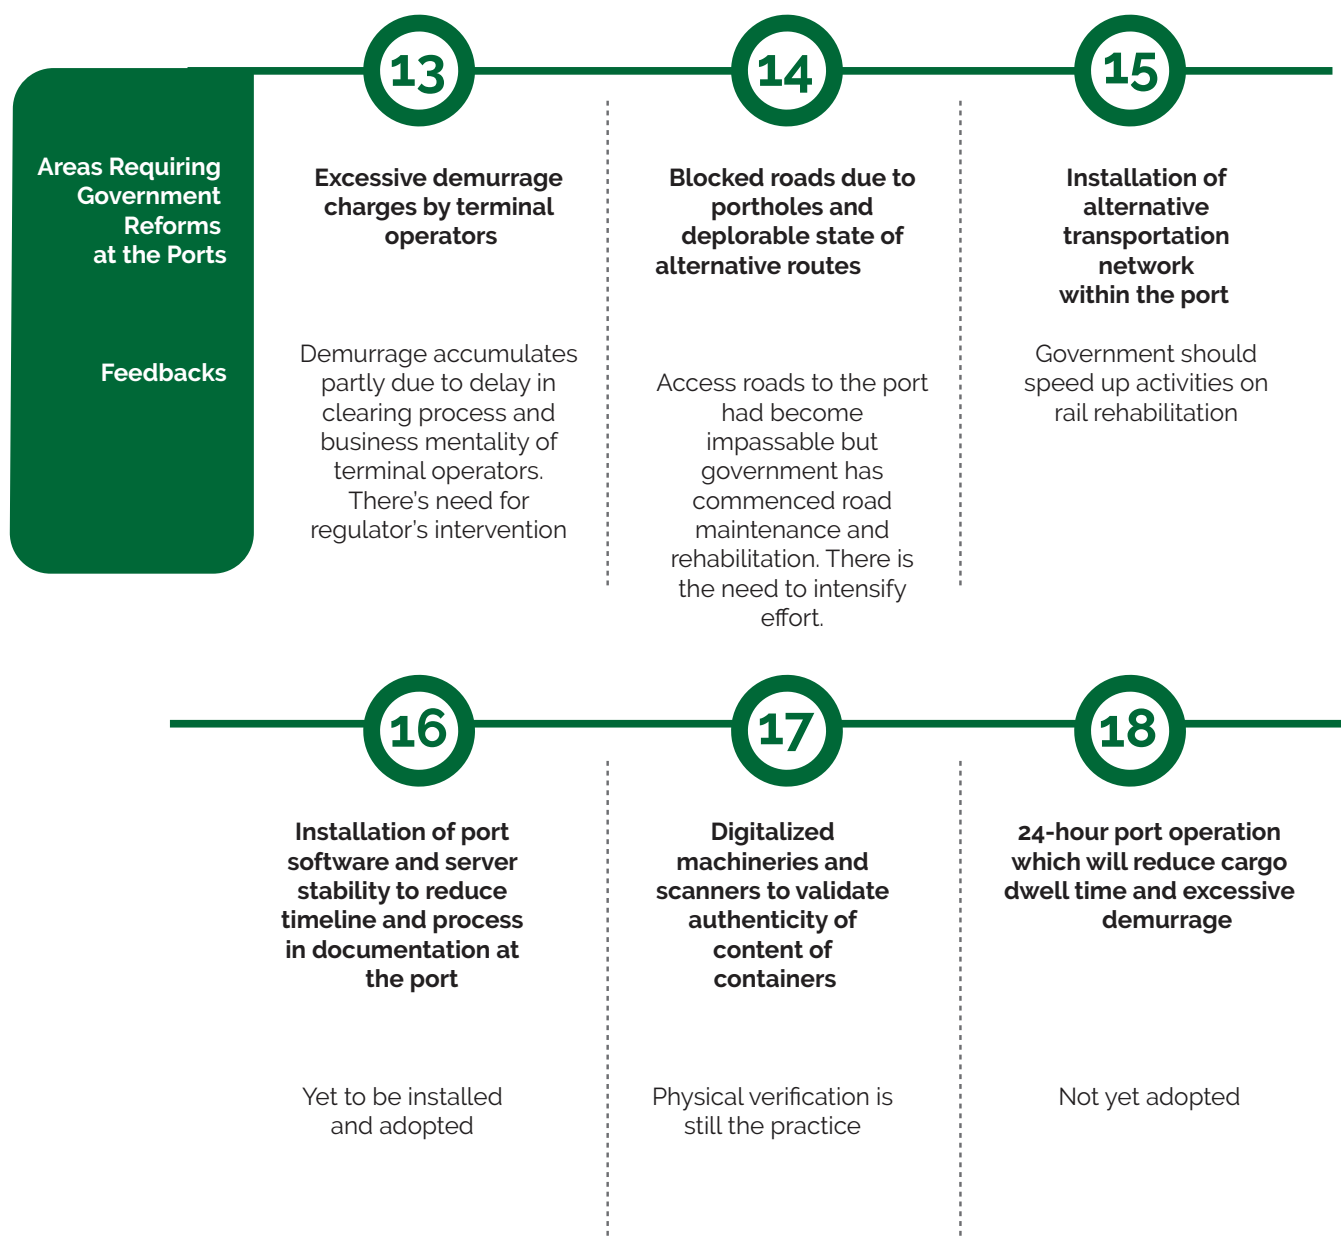 Areas Requiring
Government
Reforms
at the Ports
Feedbacks
13
Excessive demurrage
charges by terminal
operators
Demurrage accumulates
partly due to delay in
clearing process and
business mentality of
terminal operators.
There's need for
regulator's intervention
14
Blocked roads due to
portholes and
deplorable state of
alternative routes
Access roads to the port
had become
impassable but
government has
commenced road
maintenance and
rehabilitation. There is
the need to intensify
effort.
15
Installation of
alternative
transportation
network
within the port
Government should
speed up activities on
rail rehabilitation
16
Installation of port
software and server
stability to reduce
timeline and process
in documentation at
the port
Yet to be installed
and adopted
17
Digitalized
machineries and
scanners to validate
authenticity of
content of
containers
Physical verification is
still the practice
18
24-hour port operation
which will reduce cargo
dwell time and excessive
demurrage
Not yet adopted